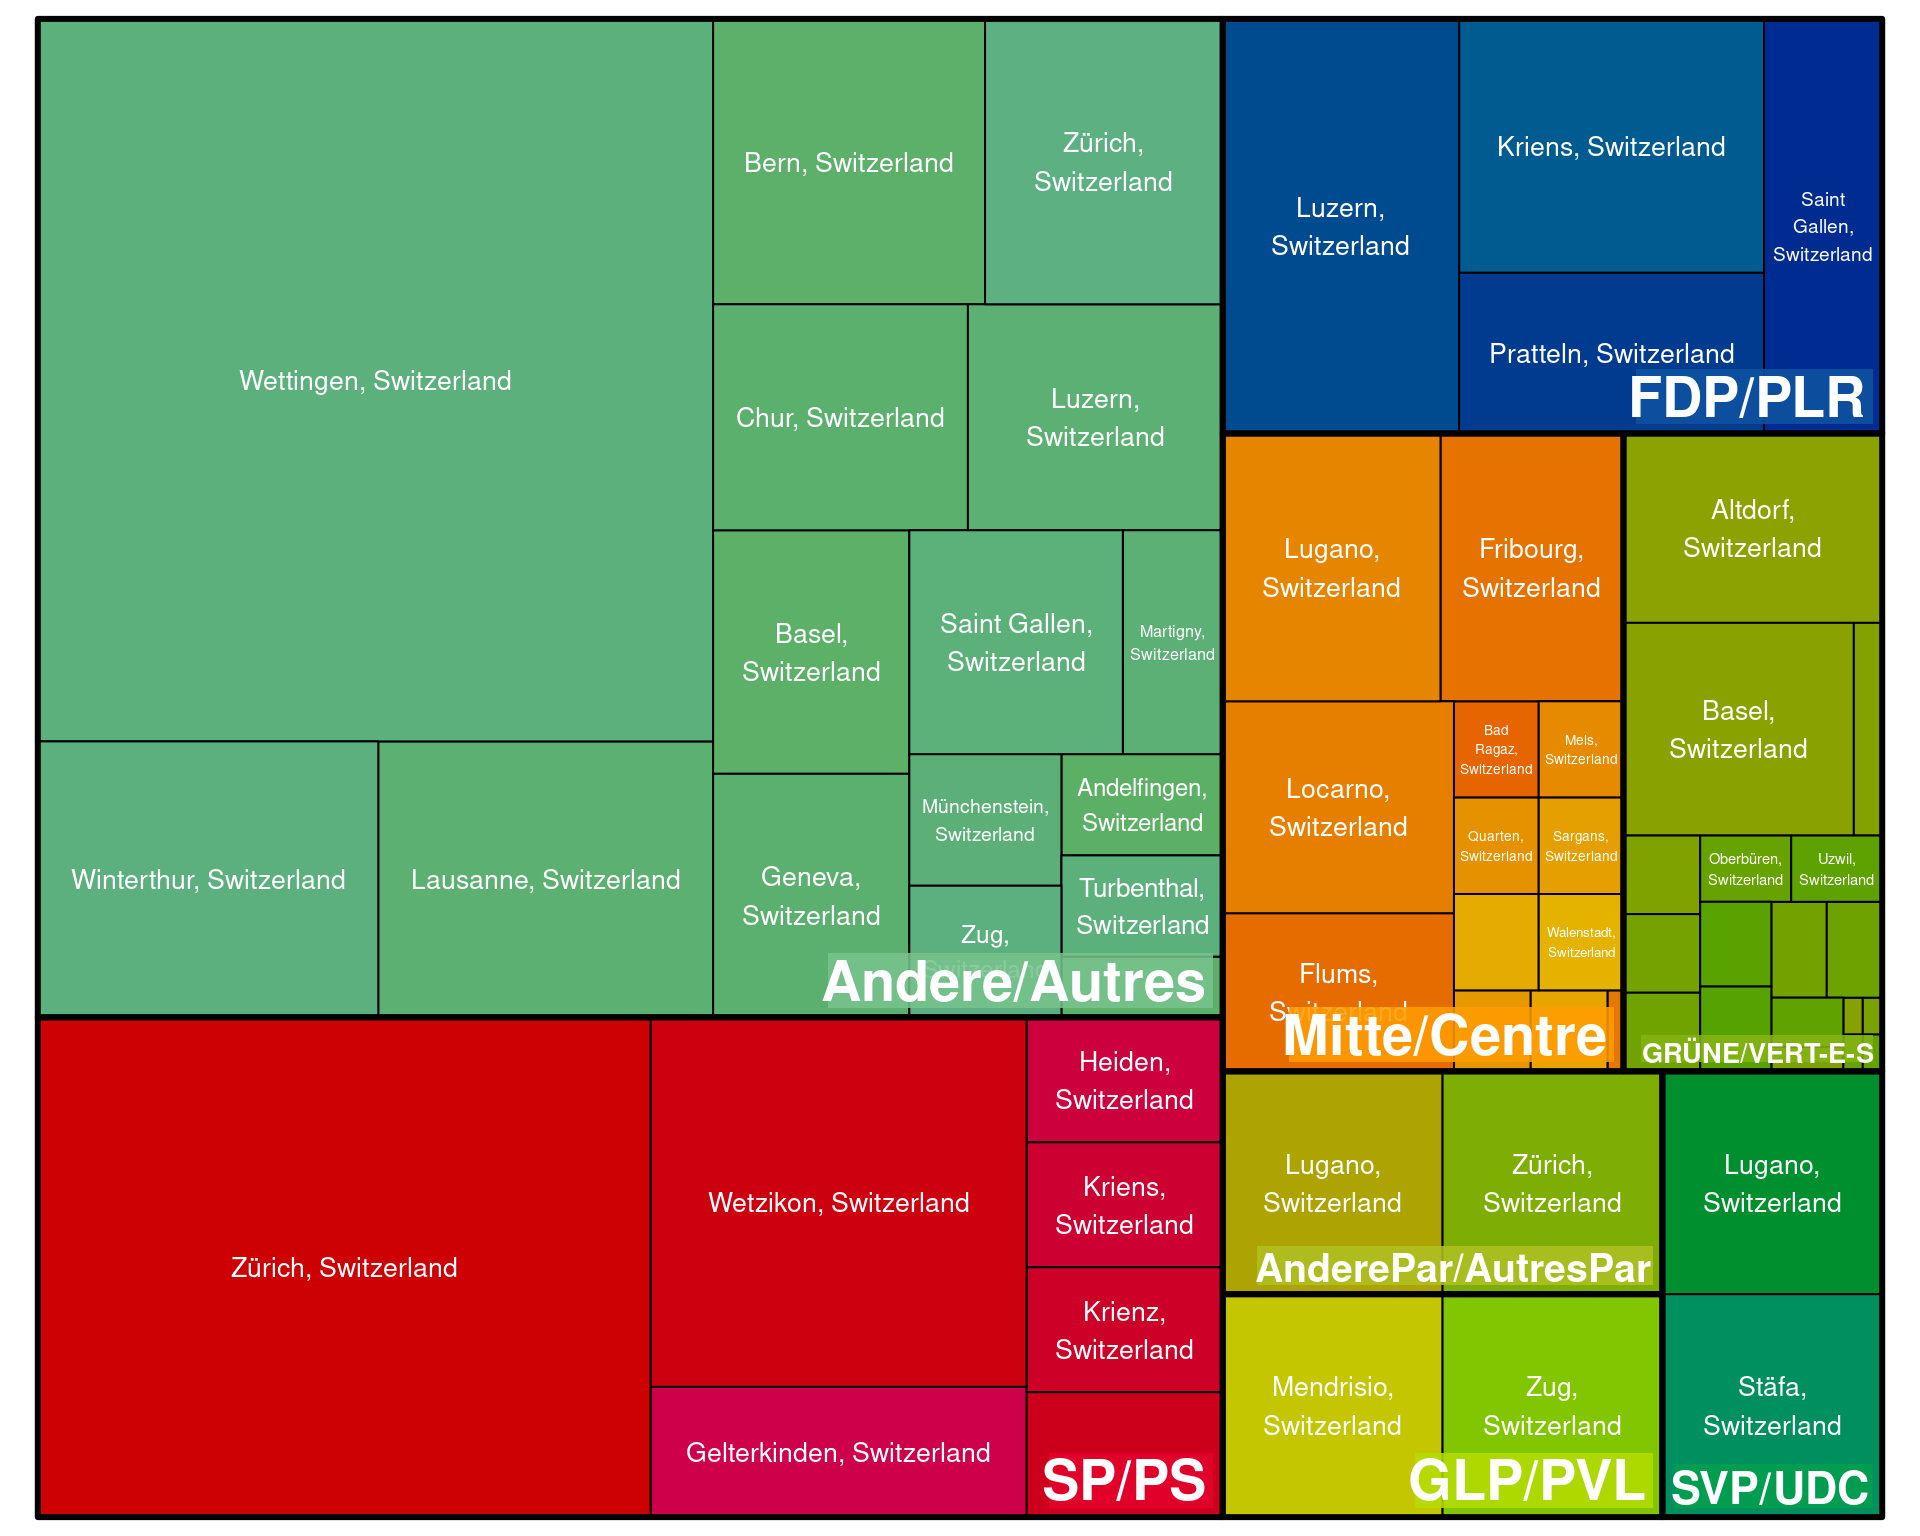 Wettingen, Switzerland
Winterthur, Switzerland
Lausanne, Switzerland
Bern, Switzerland
Zürich,
Switzerland
Chur, Switzerland
Luzern,
Switzerland
Basel,
Switzerland
Saint Gallen,
Switzerland
Martigny,
Switzerland
Geneva,
Switzerland
Münchenstein,
Switzerland
Andelfingen,
Switzerland
Zug,
Switzerland
Turbenthal,
Switzerland
Andere/Autres
Zürich, Switzerland
Wetzikon, Switzerland
Gelterkinden, Switzerland
Heiden,
Switzerland
Kriens,
Switzerland
Krienz,
Switzerland
SP/PS
Luzern,
Switzerland
Kriens, Switzerland
Pratteln, Switzerland
Saint
Gallen,
Switzerland
FDP/PLR
Lugano,
Switzerland
Fribourg,
Switzerland
Locarno,
Switzerland
Flums,
Switzerland
Bad
Ragaz,
Switzerland
Mels,
Switzerland
Quarten,
Switzerland
Sargans,
Switzerland
Walenstadt,
Switzerland
Mitte/Centre
Altdorf,
Switzerland
Basel,
Switzerland
Oberbüren,
Switzerland
Uzwil,
Switzerland
GRÜNE/VERT-E-S
Lugano,
Switzerland
Zürich,
Switzerland
AnderePar/AutresPar
Mendrisio,
Switzerland
Zug,
Switzerland
GLP/PVL
Lugano,
Switzerland
Stäfa,
Switzerland
SVP/UDC